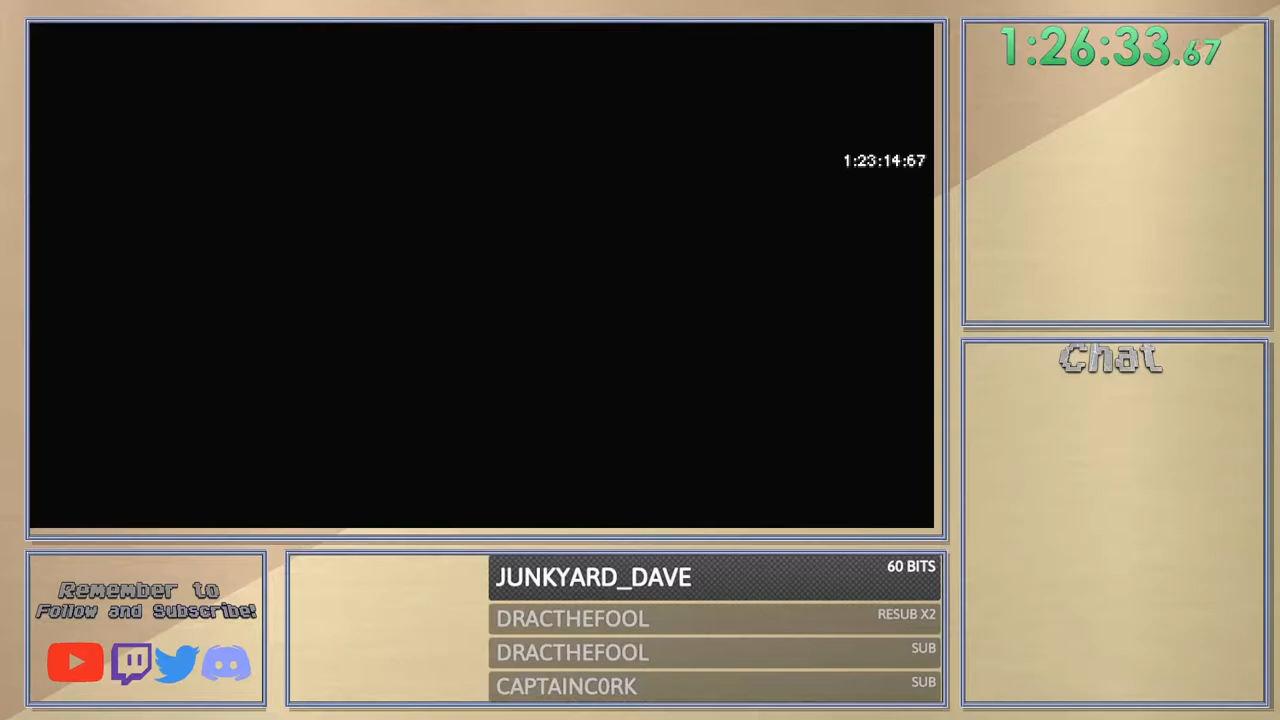 1:26:33.67
1:23:14:67
Chat
Remember to
Follow and Subscribe!
JUNKYARD_DAVE 60 BITS
DRACTHEFOOL RESUB X2
DRACTHEFOOL SUB
CAPTAINC0RK SUB